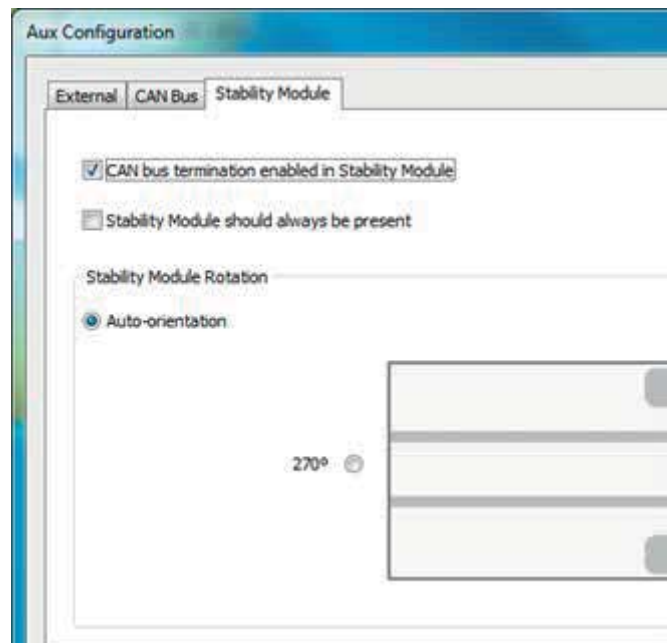 Aux Configuration
External CAN Bus Stability Module
CAN bus termination enabled in Stability Module
Stability Module should always be present
Stability Module Rotation
Auto-orientation
270º